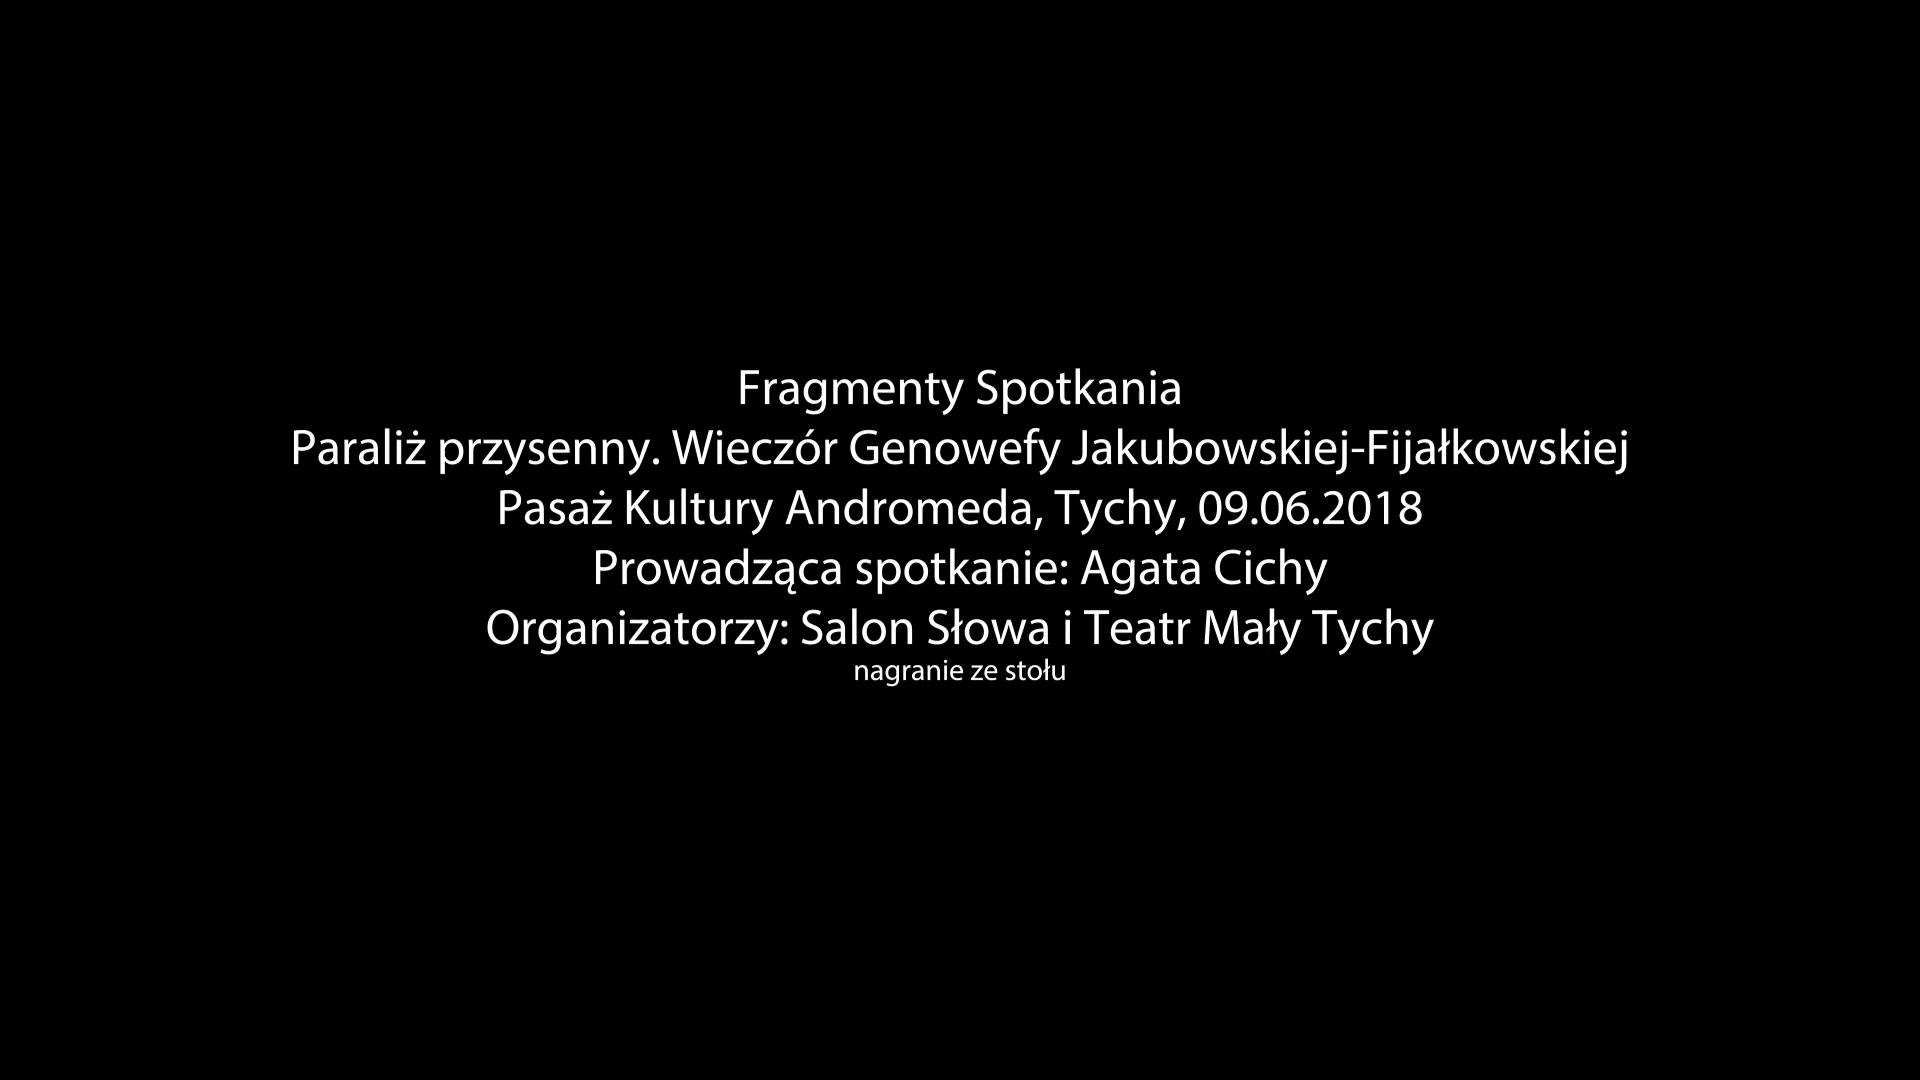 Fragmenty Spotkania
Paraliż przysenny. Wieczór Genowefy Jakubowskiej-Fijałkowskiej
Pasaż Kultury Andromeda, Tychy, 09.06.2018
Prowadząca spotkanie: Agata Cichy
Organizatorzy: Salon Słowa i Teatr Mały Tychy
nagranie ze stołu